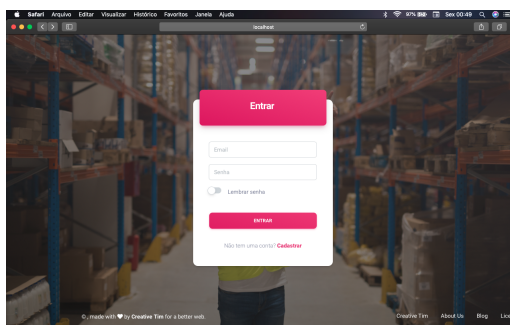 Safari Arquivo Editar Visualizar Histórico Favoritos Janela Ajuda 97% Sex 00:49
localhost
Entrar
Email
Senha
Lembrar senha
ENTRAR
Não tem uma conta? Cadastrar
© , made with ♥ by Creative Tim for a better web.
Creative Tim About Us Blog Lice